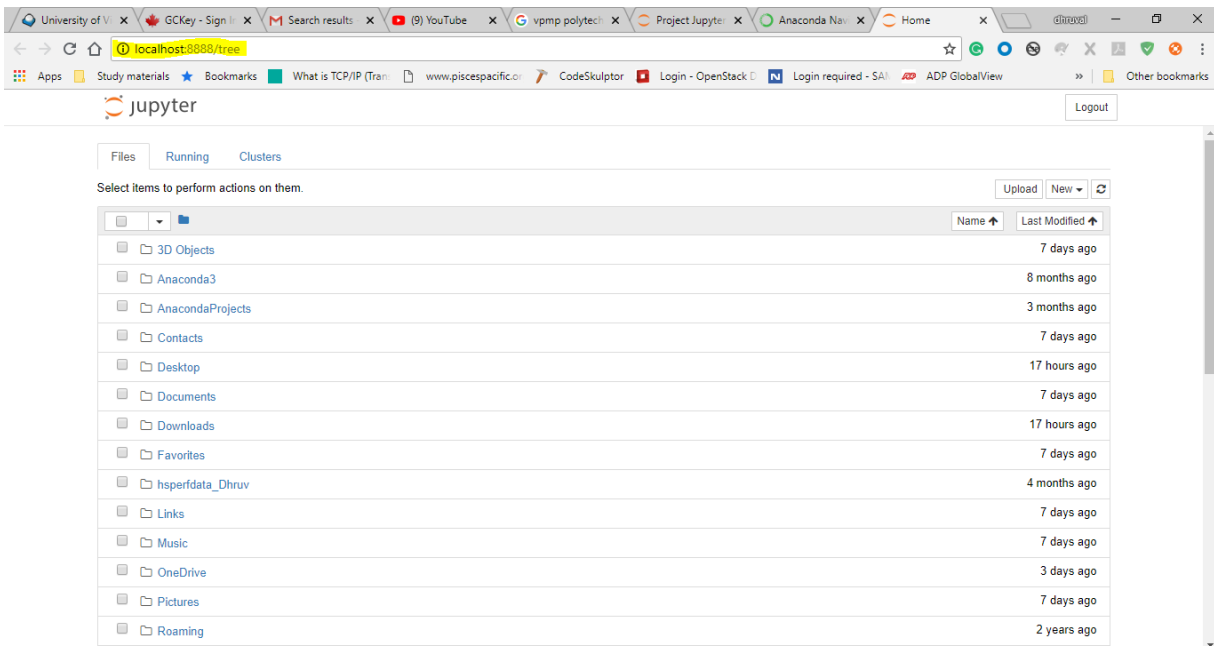 University of Vi GCKey - Sign In Search results (9) YouTube vpmp polytech Project Jupyter Anaconda Nav Home dhruval
localhost:8888/tree
Apps Study materials Bookmarks What is TCP/IP (Tran www.piscespacific.or CodeSkulptor Login - OpenStack D Login required - SAN ADP GlobalView » Other bookmarks
jupyter Logout
Files Running Clusters
Select items to perform actions on them. Upload New
Name Last Modified
3D Objects 7 days ago
Anaconda3 8 months ago
AnacondaProjects 3 months ago
Contacts 7 days ago
Desktop 17 hours ago
Documents 7 days ago
Downloads 17 hours ago
Favorites 7 days ago
hsperfdata_Dhruv 4 months ago
Links 7 days ago
Music 7 days ago
OneDrive 3 days ago
Pictures 7 days ago
Roaming 2 years ago